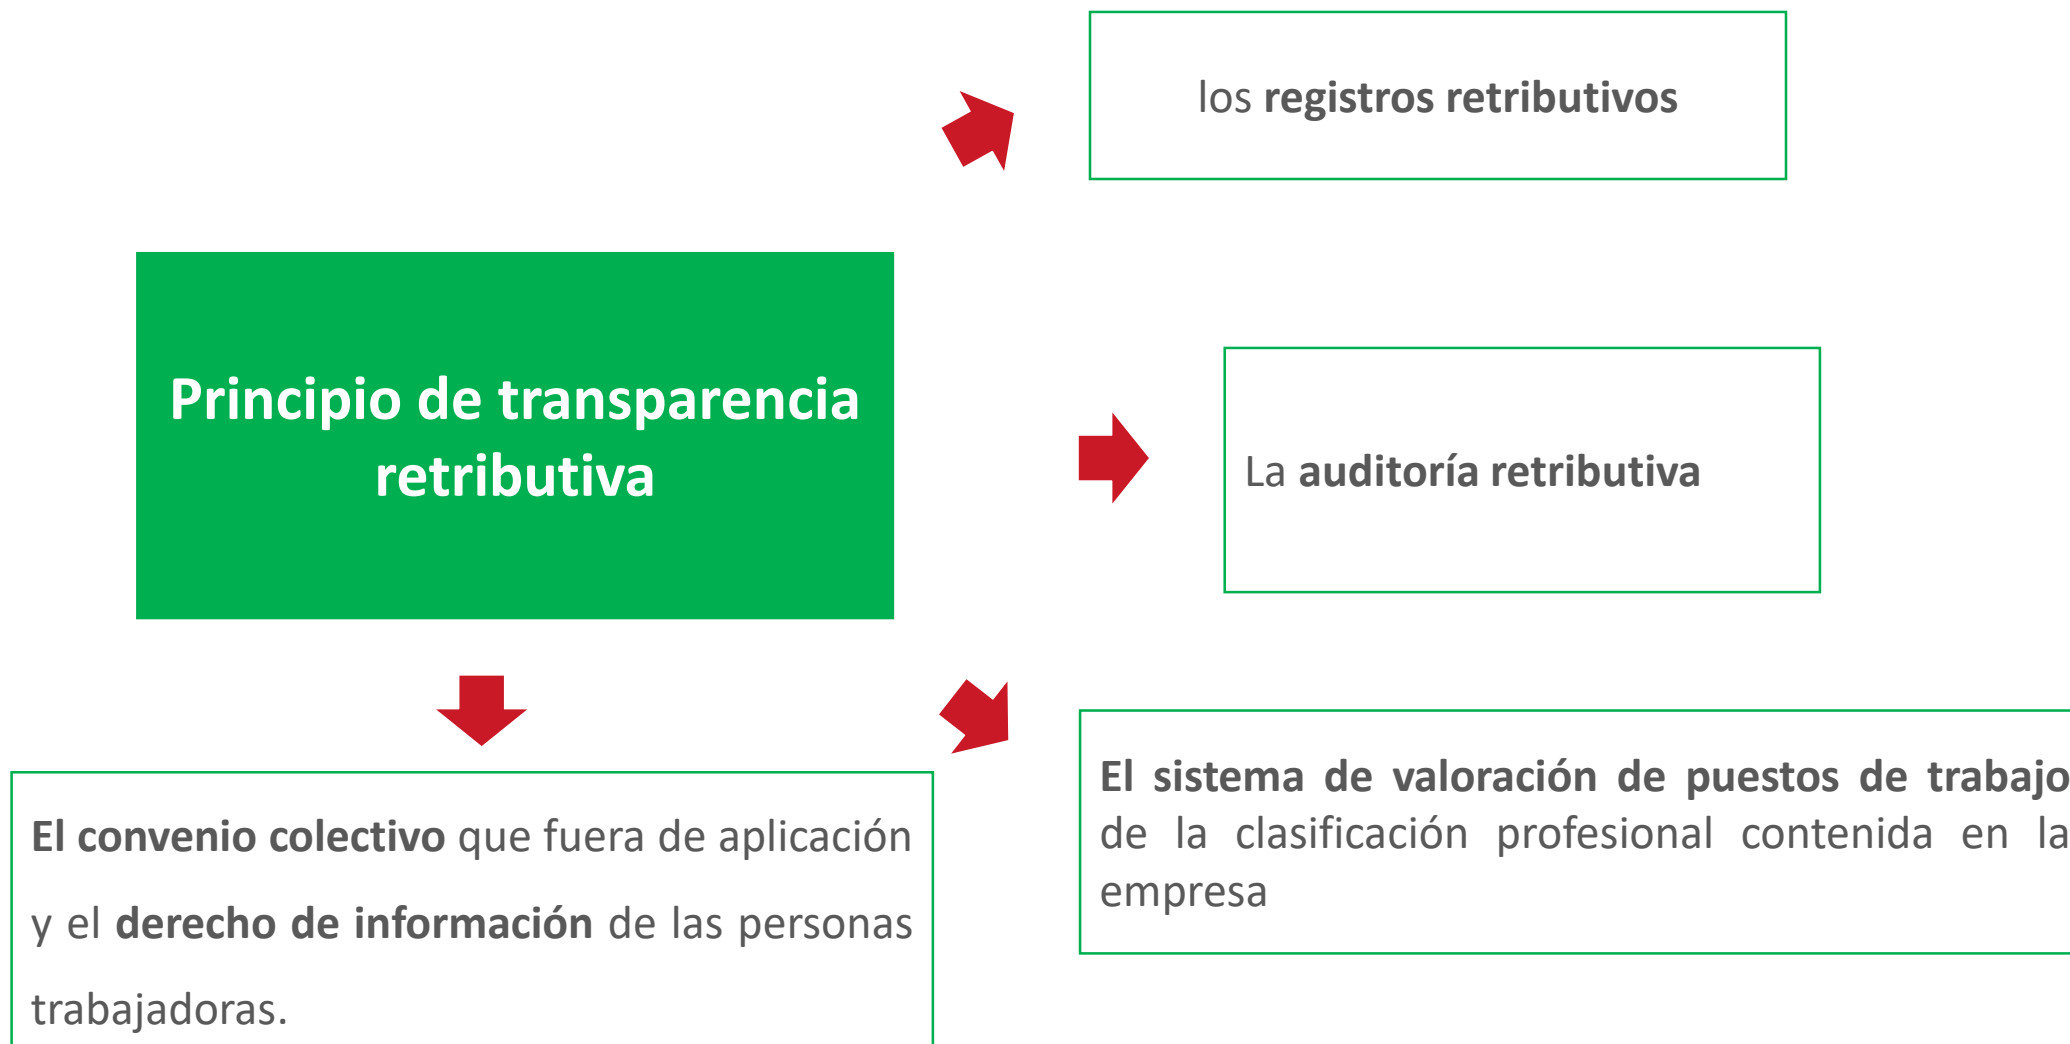 los registros retributivos
Principio de transparencia
retributiva
La auditoría retributiva
El sistema de valoración de puestos de trabajo
de la clasificación profesional contenida en la
empresa
El convenio colectivo que fuera de aplicación
y el derecho de información de las personas
trabajadoras.